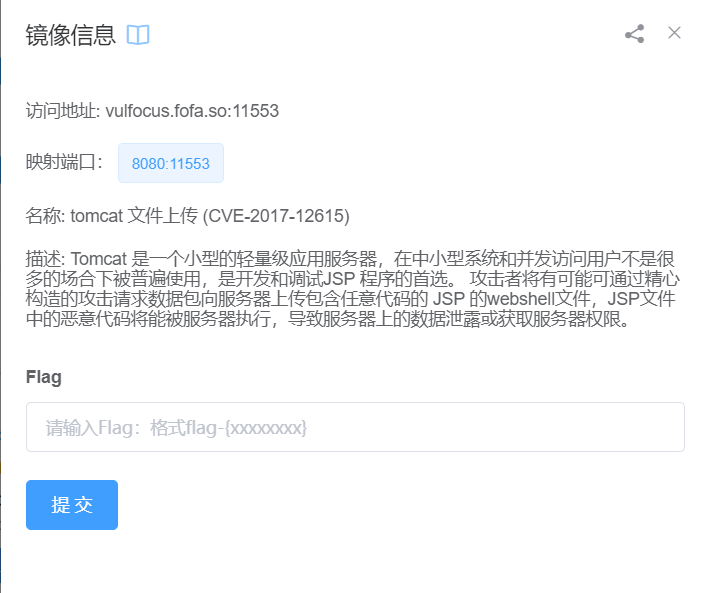 镜像信息
访问地址: vulfocus.fofa.so:11553
映射端口： 8080:11553
名称: tomcat 文件上传 (CVE-2017-12615)
描述: Tomcat 是一个小型的轻量级应用服务器，在中小型系统和并发访问用户不是很
多的场合下被普遍使用，是开发和调试JSP 程序的首选。 攻击者将有可能可通过精心
构造的攻击请求数据包向服务器上传包含任意代码的 JSP 的webshell文件，JSP文件
中的恶意代码将能被服务器执行，导致服务器上的数据泄露或获取服务器权限。
Flag
请输入Flag：格式flag-{xxxxxxxx}
提交